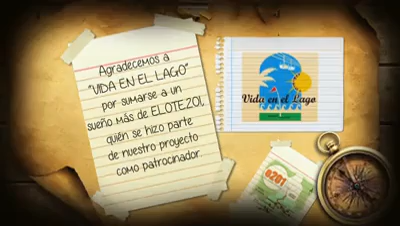 Agradecemos á
"VIDA EN EL LAGO"
por sumarse a un
sueño más de ELOTEZOI,
quién se hizo parte
de nuestro proyecto
como patrocinador.
Vida en el Lago